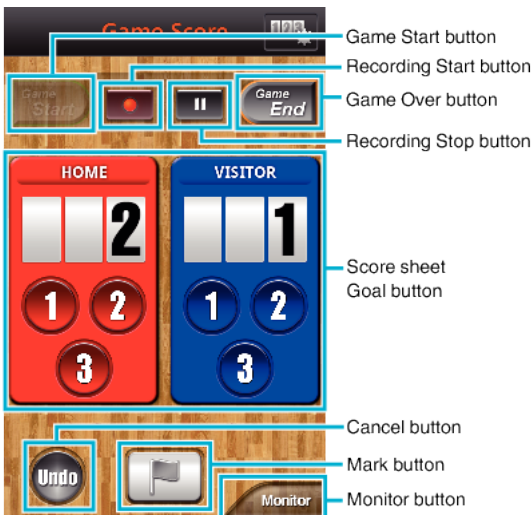 Game Score
123
Game Start button
Recording Start button
Game
Start
Game
End
Game Over button
Recording Stop button
HOME
VISITOR
2
1
1
2
1
2
3
3
Score sheet
Goal button
Cancel button
Undo
Mark button
Monitor
Monitor button